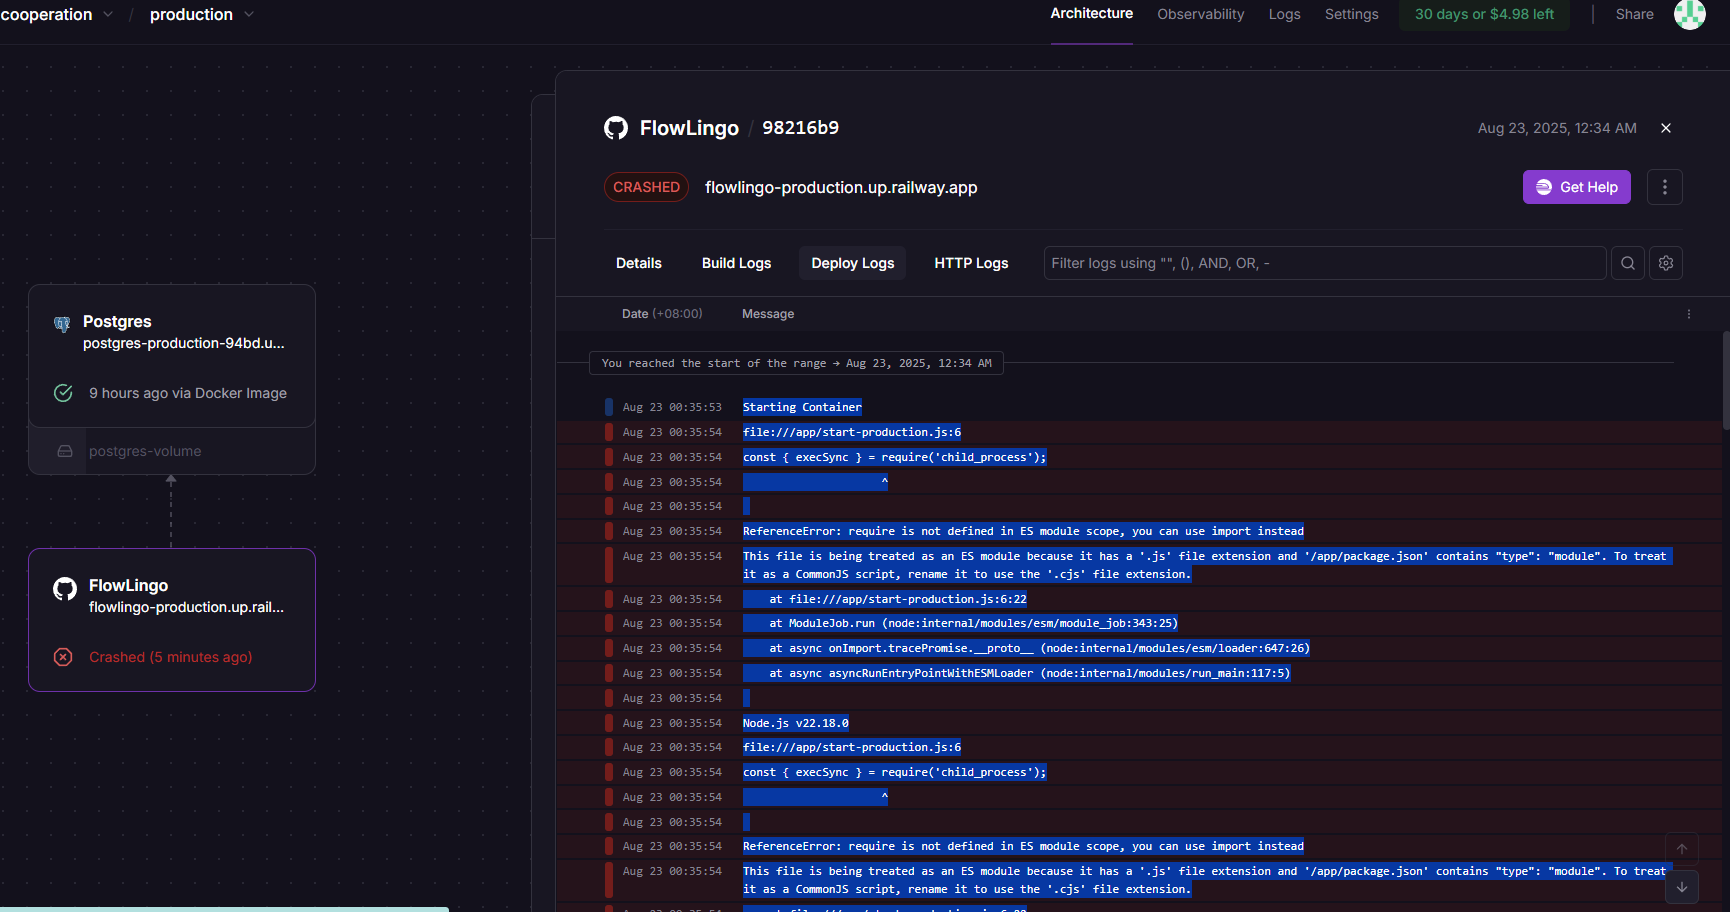 cooperation / production
Architecture Observability Logs Settings 30 days or $4.98 left Share
FlowLingo / 98216b9 Aug 23, 2025, 12:34 AM
CRASHED flowlingo-production.up.railway.app Get Help
Details Build Logs Deploy Logs HTTP Logs Filter logs using "", (), AND, OR, -
Date (+08:00) Message
You reached the start of the range → Aug 23, 2025, 12:34 AM
Aug 23 00:35:53 Starting Container
Aug 23 00:35:54 file:///app/start-production.js:6
Aug 23 00:35:54 const { execSync } = require('child_process');
Aug 23 00:35:54 ^
Aug 23 00:35:54
Aug 23 00:35:54 ReferenceError: require is not defined in ES module scope, you can use import instead
Aug 23 00:35:54 This file is being treated as an ES module because it has a '.js' file extension and '/app/package.json' contains "type": "module". To treat
it as a CommonJS script, rename it to use the '.cjs' file extension.
Aug 23 00:35:54 at file:///app/start-production.js:6:22
Aug 23 00:35:54 at ModuleJob.run (node:internal/modules/esm/module_job:343:25)
Aug 23 00:35:54 at async onImport.tracePromise.__proto__ (node:internal/modules/esm/loader:647:26)
Aug 23 00:35:54 at async asyncRunEntryPointWithESMLoader (node:internal/modules/run_main:117:5)
Aug 23 00:35:54
Aug 23 00:35:54 Node.js v22.18.0
Aug 23 00:35:54 file:///app/start-production.js:6
Aug 23 00:35:54 const { execSync } = require('child_process');
Aug 23 00:35:54 ^
Aug 23 00:35:54
Aug 23 00:35:54 ReferenceError: require is not defined in ES module scope, you can use import instead
Aug 23 00:35:54 This file is being treated as an ES module because it has a '.js' file extension and '/app/package.json' contains "type": "module". To treat
it as a CommonJS script, rename it to use the '.cjs' file extension.
Postgres
postgres-production-94bd.u...
9 hours ago via Docker Image
postgres-volume
FlowLingo
flowlingo-production.up.rail...
Crashed (5 minutes ago)